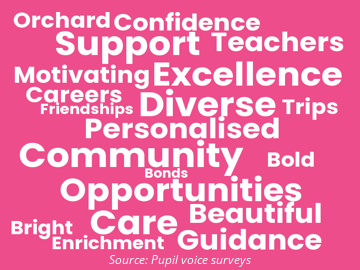 Orchard Confidence
Support Teachers
Motivating Excellence
Careers
Friendships Diverse Trips
Personalised
Community Bold
Bonds
Opportunities
Beautiful
Bright Care
Enrichment Guidance
Source: Pupil voice surveys